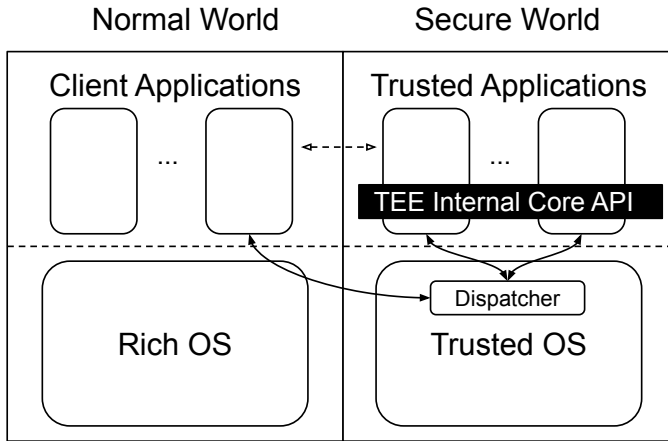 Normal World
Secure World
Client Applications
Trusted Applications
...
...
TEE Internal Core API
Dispatcher
Rich OS
Trusted OS